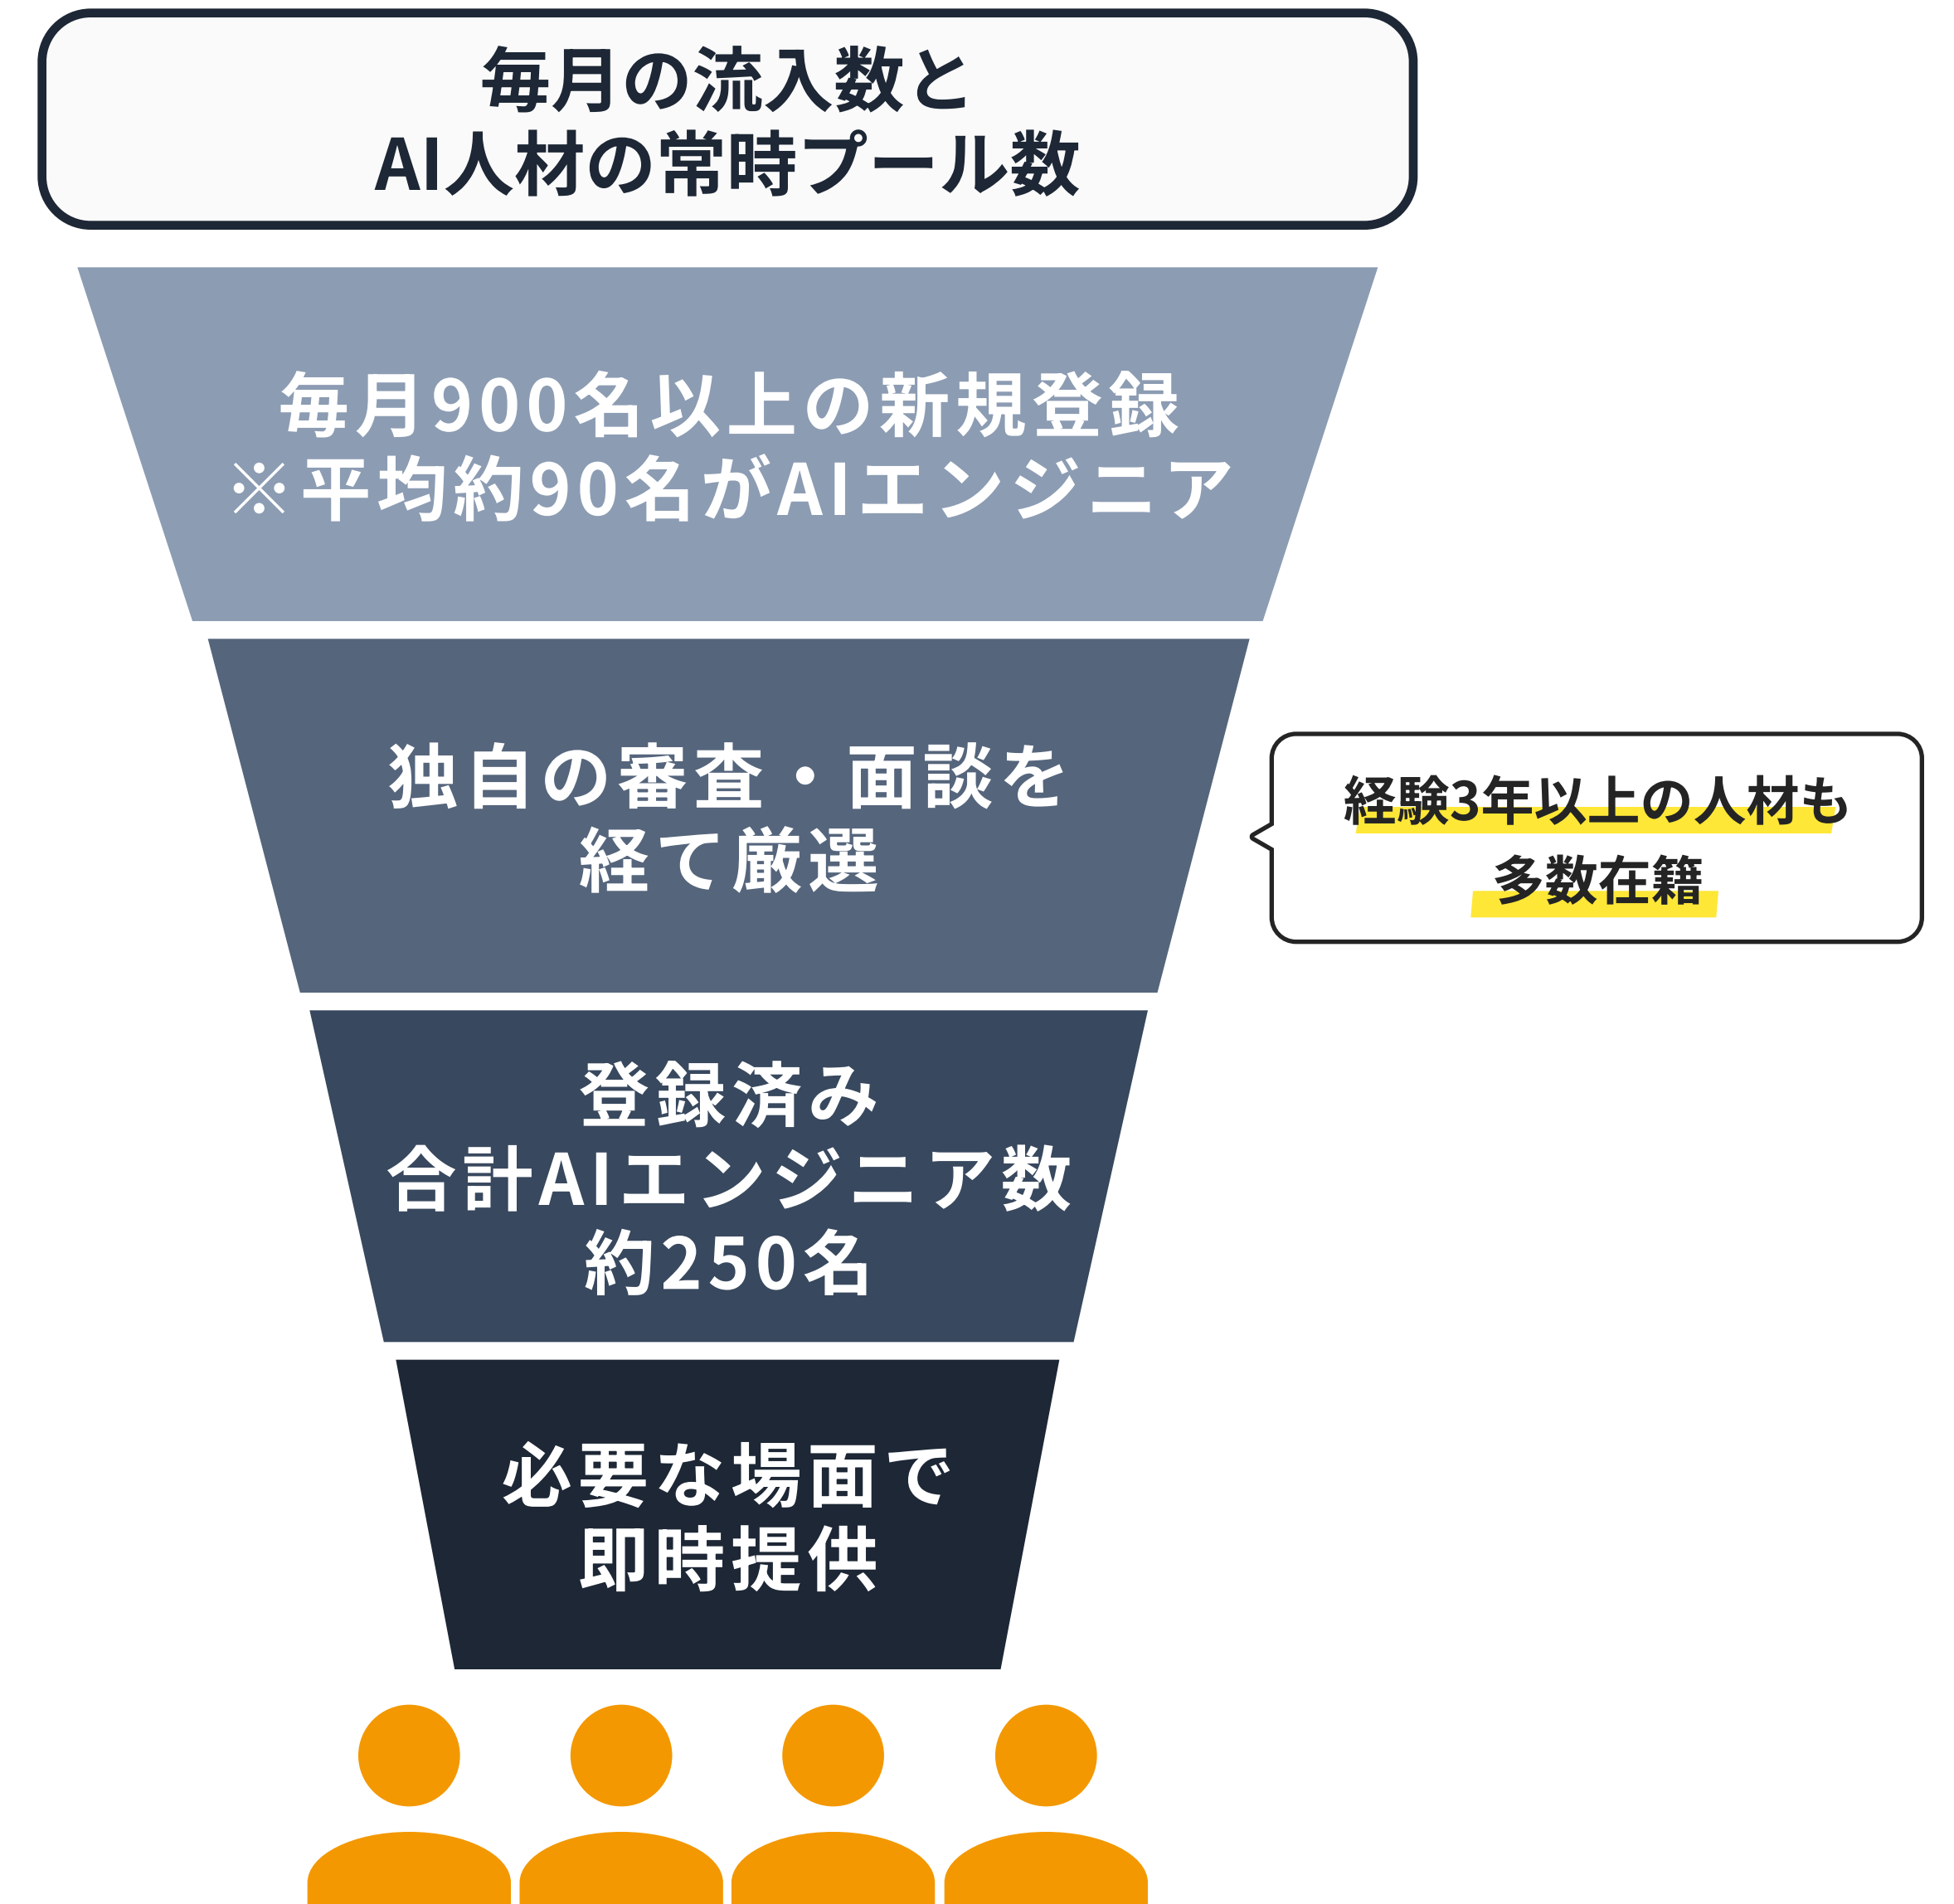 毎月の流入数と
AI人材の常時プール数
毎月900名以上の新規登録
※平均約90名がAIエンジニア
独自の審査・面談を
経て厳選
経験3年以上の人材も
多数在籍
登録済み
合計AIエンジニア数
約250名
必要な場面で
即時提供